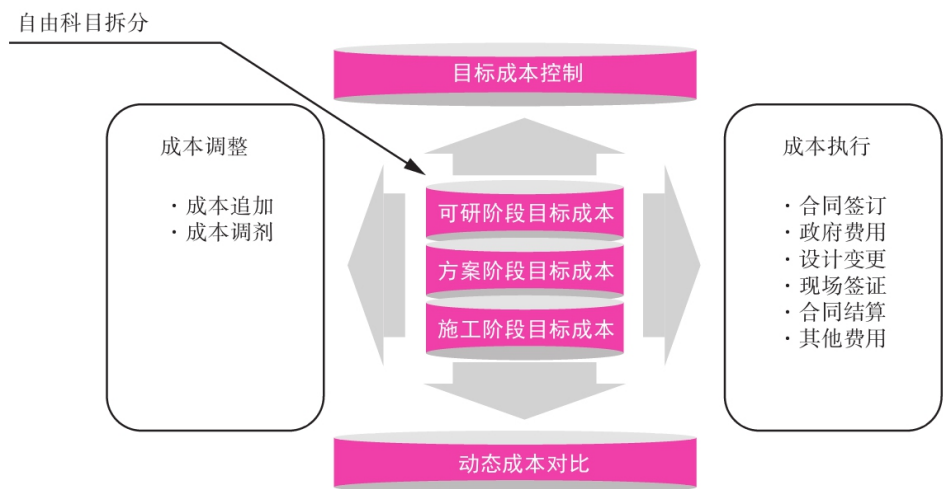 自由科目拆分
目标成本控制
成本调整
· 成本追加
· 成本调剂
可研阶段目标成本
方案阶段目标成本
施工阶段目标成本
成本执行
· 合同签订
· 政府费用
· 设计变更
· 现场签证
· 合同结算
· 其他费用
动态成本对比